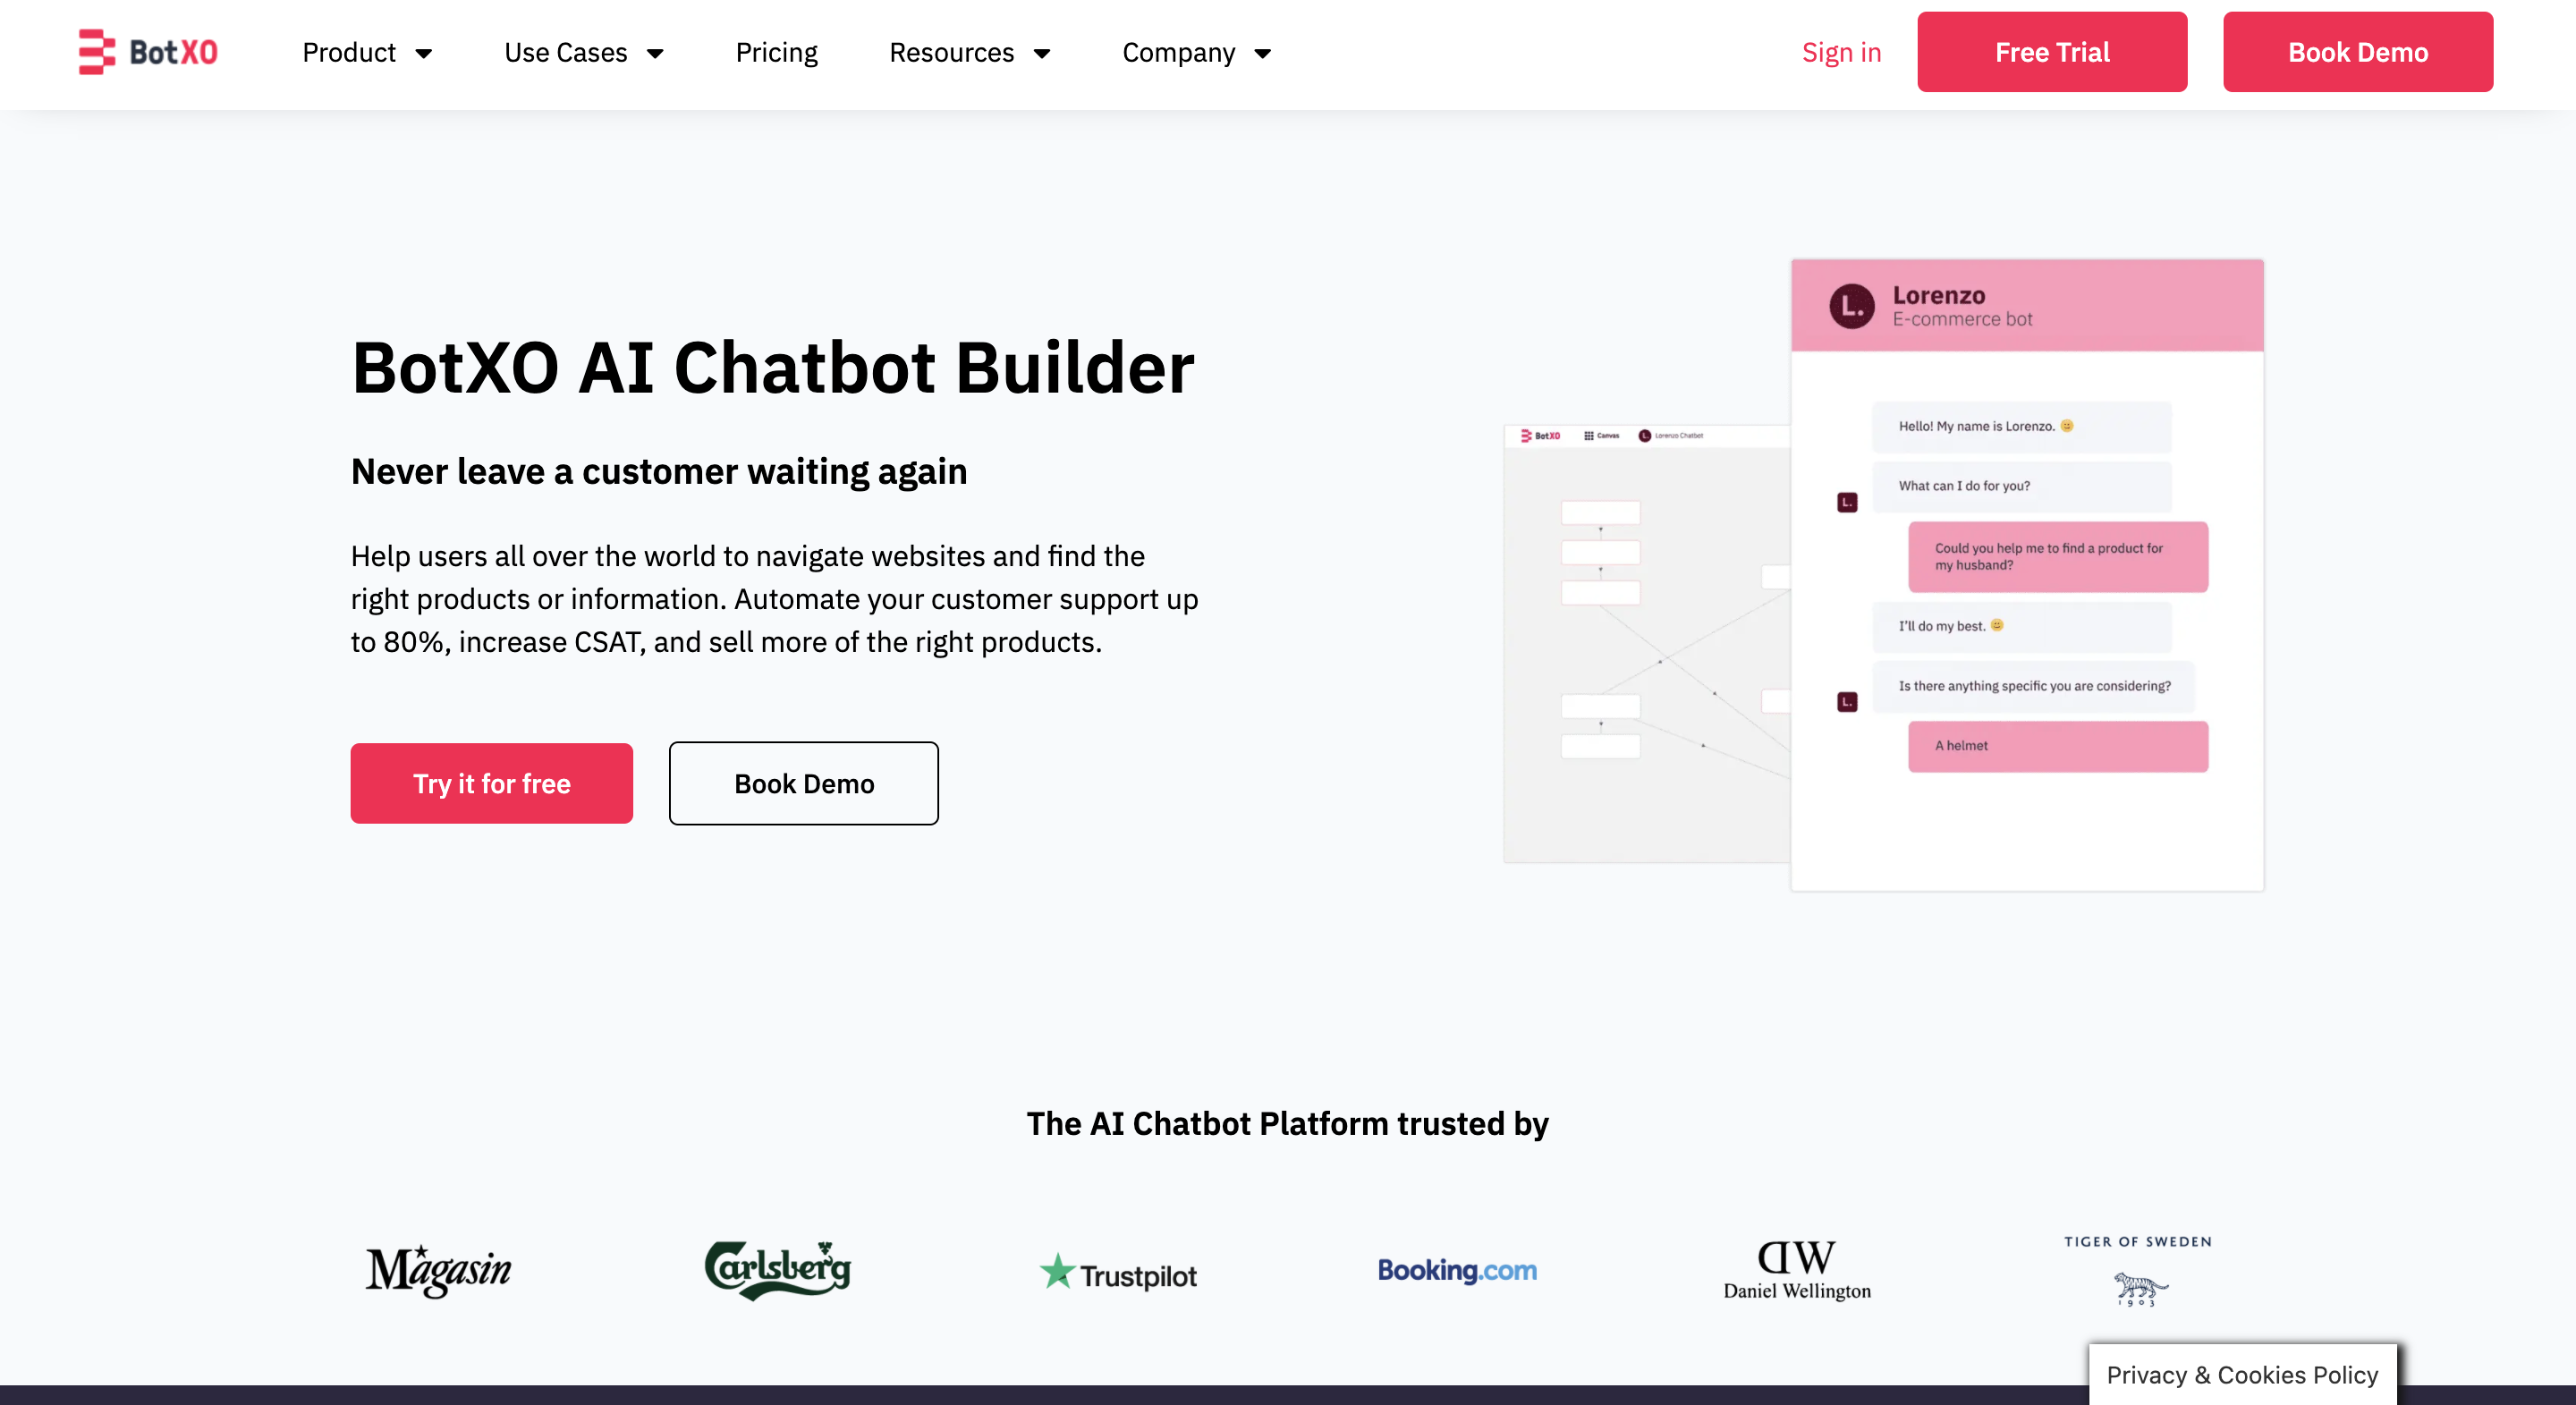 BotXO
Product
Use Cases
Pricing
Resources
Company
Sign in
Free Trial
Book Demo
BotXO AI Chatbot Builder
Never leave a customer waiting again
Help users all over the world to navigate websites and find the
right products or information. Automate your customer support up
to 80%, increase CSAT, and sell more of the right products.
Try it for free
Book Demo
BotXO
Canvas
L.
Lorenzo Chatbot
L.
Lorenzo
E-commerce bot
Hello! My name is Lorenzo. 😊
What can I do for you?
L.
Could you help me to find a product for
my husband?
I'll do my best. 😊
Is there anything specific you are considering?
L.
A helmet
The AI Chatbot Platform trusted by
Magasin
Carlsberg
Trustpilot
Booking.com
DW
Daniel Wellington
TIGER OF SWEDEN
1903
Privacy & Cookies Policy